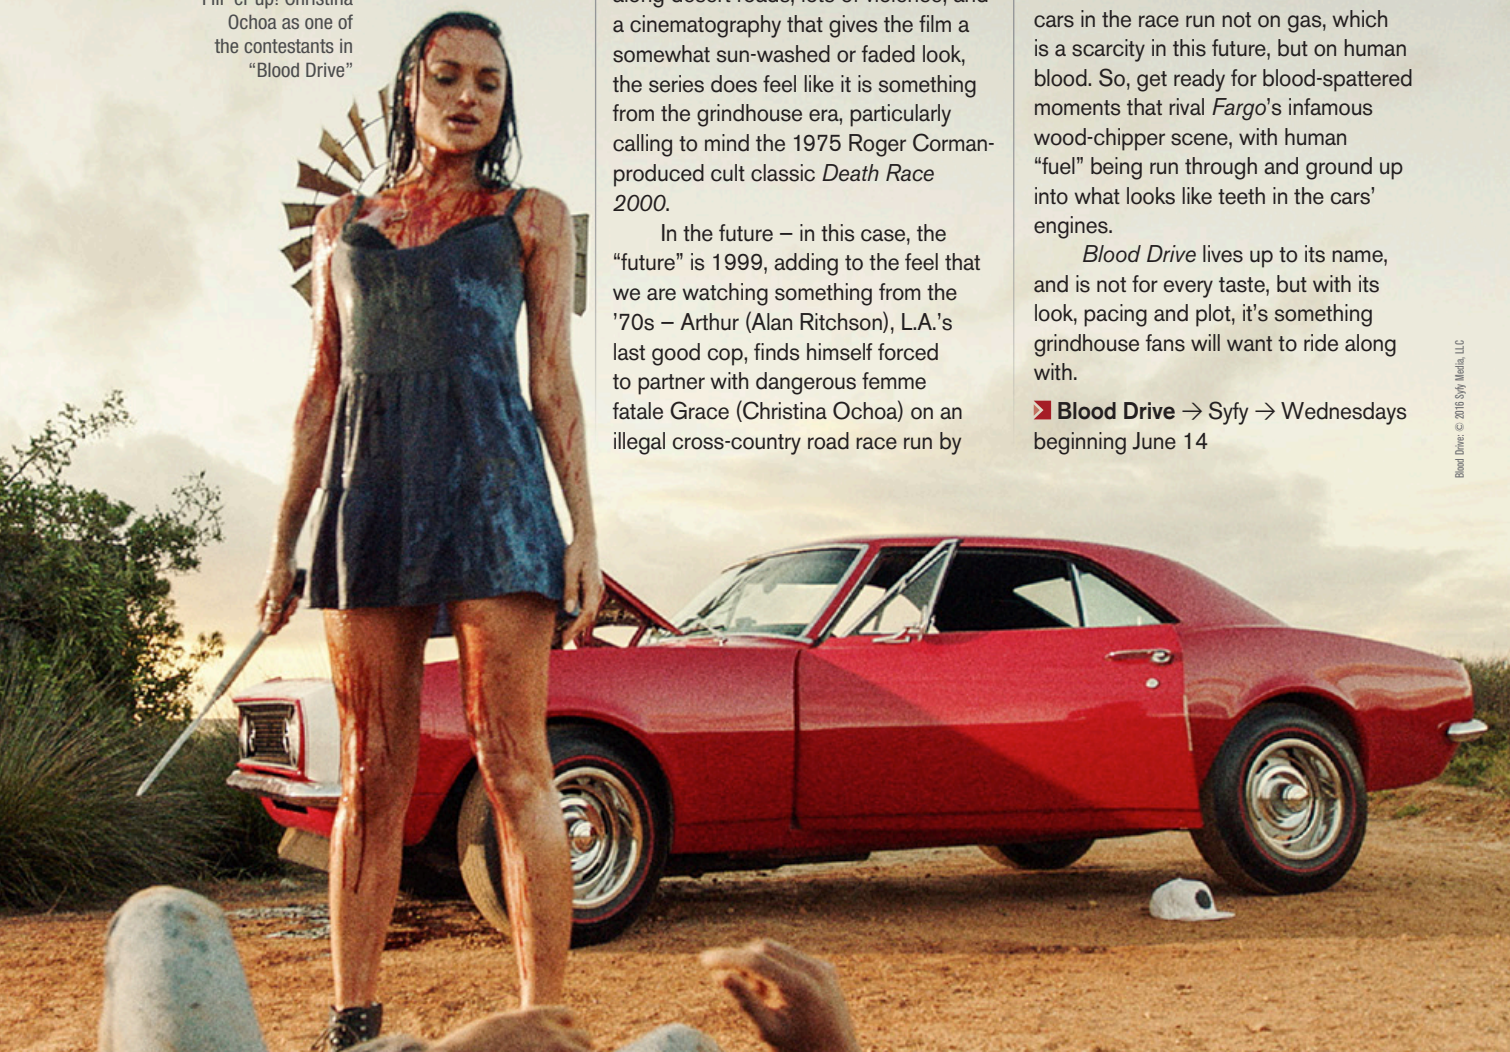 Ochoa as one of
the contestants in
“Blood Drive”
a cinematography that gives the film a
somewhat sun-washed or faded look,
the series does feel like it is something
from the grindhouse era, particularly
calling to mind the 1975 Roger Corman-
produced cult classic Death Race
2000.
In the future – in this case, the
“future” is 1999, adding to the feel that
we are watching something from the
’70s – Arthur (Alan Ritchson), L.A.’s
last good cop, finds himself forced
to partner with dangerous femme
fatale Grace (Christina Ochoa) on an
illegal cross-country road race run by
cars in the race run not on gas, which
is a scarcity in this future, but on human
blood. So, get ready for blood-spattered
moments that rival Fargo’s infamous
wood-chipper scene, with human
“fuel” being run through and ground up
into what looks like teeth in the cars’
engines.
Blood Drive lives up to its name,
and is not for every taste, but with its
look, pacing and plot, it’s something
grindhouse fans will want to ride along
with.
Blood Drive → Syfy → Wednesdays
beginning June 14
Blood Drive: © 2016 Syfy Media, LLC